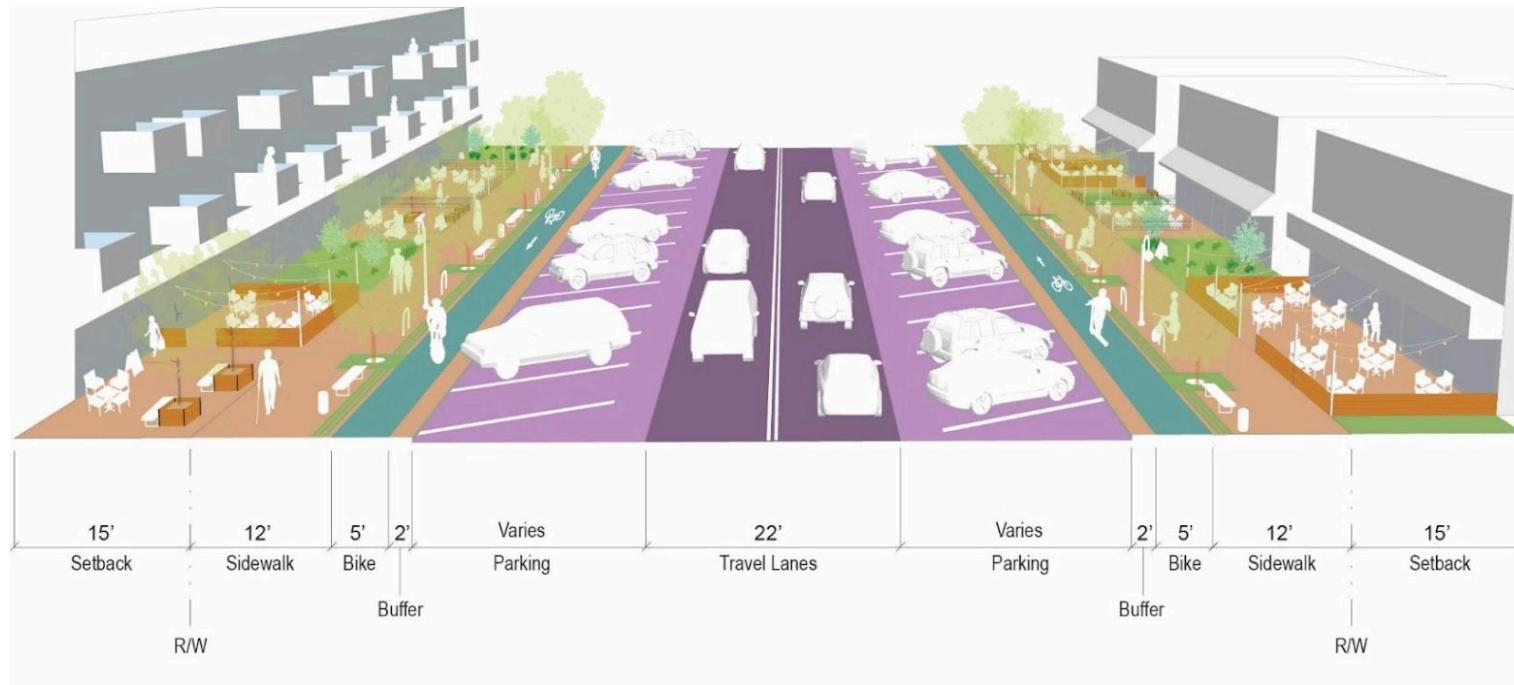 15’ 12’ 5’ 2’ Varies 22’ Varies 2’ 5’ 12’ 15’
Setback Sidewalk Bike Parking Travel Lanes Parking Bike Sidewalk Setback
Buffer Buffer
R/W R/W